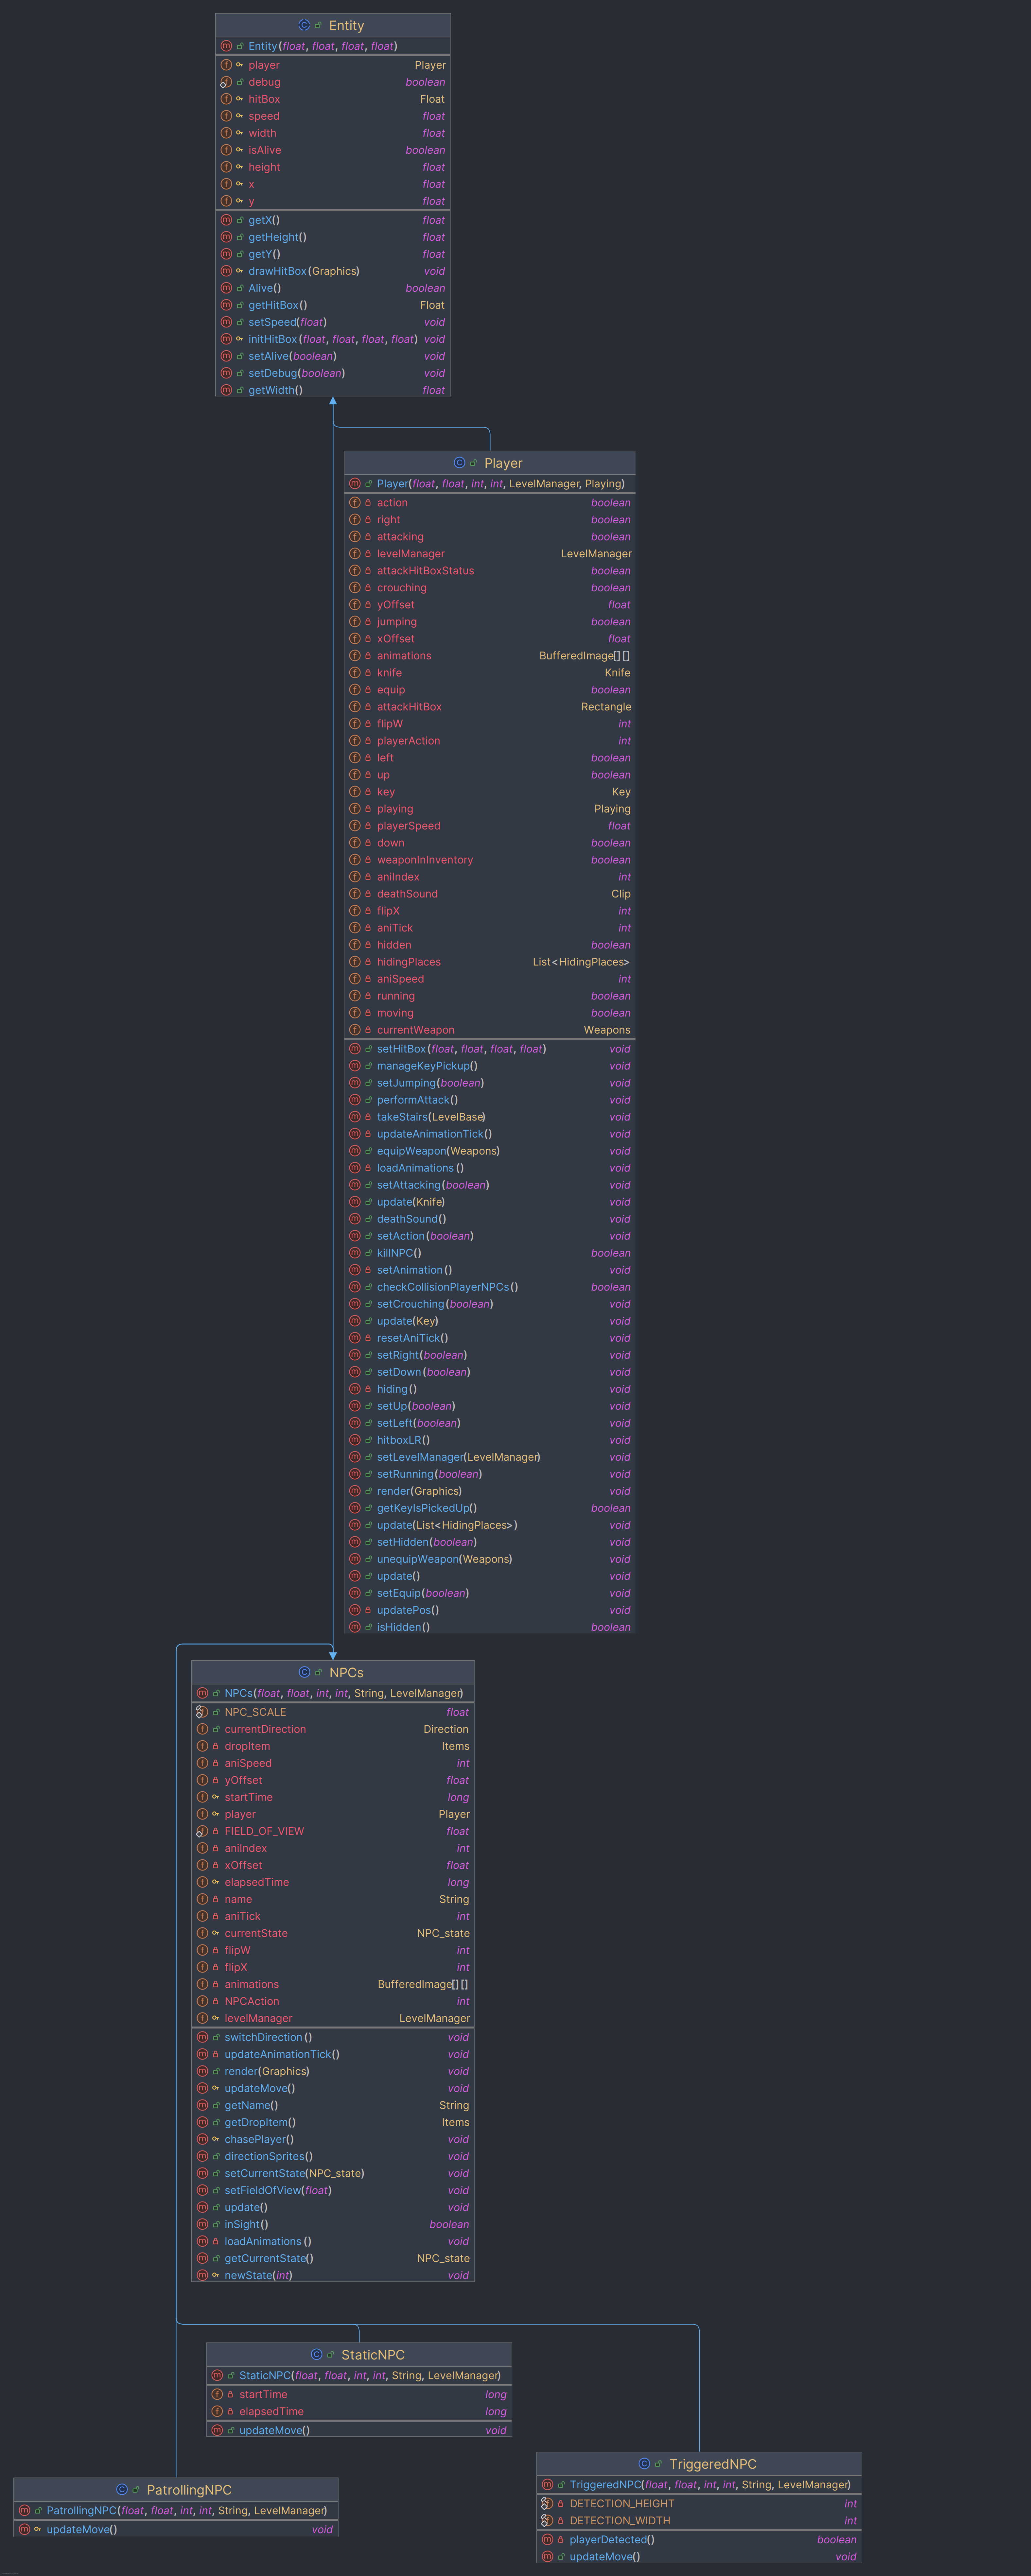 Entity
Entity(float, float, float, float)
player Player
debug boolean
hitBox Float
speed float
width float
isAlive boolean
height float
x float
y float
getX() float
getHeight() float
getY() float
drawHitBox(Graphics) void
Alive() boolean
getHitBox() Float
setSpeed(float) void
initHitBox(float, float, float, float) void
setAlive(boolean) void
setDebug(boolean) void
getWidth() float
Player
Player(float, float, int, int, LevelManager, Playing)
action boolean
right boolean
attacking boolean
levelManager LevelManager
attackHitBoxStatus boolean
crouching boolean
yOffset float
jumping boolean
xOffset float
animations BufferedImage[][]
knife Knife
equip boolean
attackHitBox Rectangle
flipW int
playerAction int
left boolean
up boolean
key Key
playing Playing
playerSpeed float
down boolean
weaponInInventory boolean
aniIndex int
deathSound Clip
flipX int
aniTick int
hidden boolean
hidingPlaces List<HidingPlaces>
aniSpeed int
running boolean
moving boolean
currentWeapon Weapons
setHitBox(float, float, float, float) void
manageKeyPickup() void
setJumping(boolean) void
performAttack() void
takeStairs(LevelBase) void
updateAnimationTick() void
equipWeapon(Weapons) void
loadAnimations() void
setAttacking(boolean) void
update(Knife) void
deathSound() void
setAction(boolean) void
killNPC() boolean
setAnimation() void
checkCollisionPlayerNPCs() boolean
setCrouching(boolean) void
update(Key) void
resetAniTick() void
setRight(boolean) void
setDown(boolean) void
hiding() void
setUp(boolean) void
setLeft(boolean) void
hitboxLR() void
setLevelManager(LevelManager) void
setRunning(boolean) void
render(Graphics) void
getKeyIsPickedUp() boolean
update(List<HidingPlaces>) void
setHidden(boolean) void
unequipWeapon(Weapons) void
update() void
setEquip(boolean) void
updatePos() void
isHidden() boolean
NPCs
NPCs(float, float, int, int, String, LevelManager)
NPC_SCALE float
currentDirection Direction
dropItem Items
aniSpeed int
yOffset float
startTime long
player Player
FIELD_OF_VIEW float
aniIndex int
xOffset float
elapsedTime long
name String
aniTick int
currentState NPC_state
flipW int
flipX int
animations BufferedImage[][]
NPCAction int
levelManager LevelManager
switchDirection() void
updateAnimationTick() void
render(Graphics) void
updateMove() void
getName() String
getDropItem() Items
chasePlayer() void
directionSprites() void
setCurrentState(NPC_state) void
setFieldOfView(float) void
update() void
inSight() boolean
loadAnimations() void
getCurrentState() NPC_state
newState(int) void
StaticNPC
StaticNPC(float, float, int, int, String, LevelManager)
startTime long
elapsedTime long
updateMove() void
TriggeredNPC
TriggeredNPC(float, float, int, int, String, LevelManager)
DETECTION_HEIGHT int
DETECTION_WIDTH int
playerDetected() boolean
updateMove() void
PatrollingNPC
PatrollingNPC(float, float, int, int, String, LevelManager)
updateMove() void